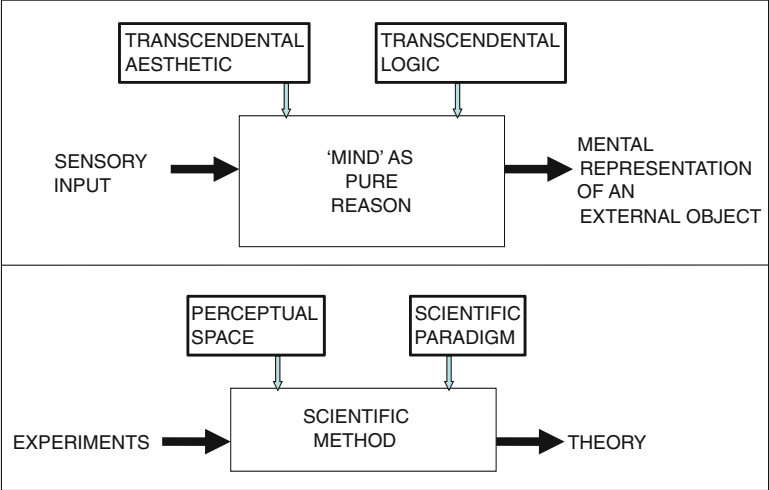 TRANSCENDENTAL
AESTHETIC
TRANSCENDENTAL
LOGIC
SENSORY
INPUT
'MIND' AS
PURE
REASON
MENTAL
REPRESENTATION
OF AN
EXTERNAL OBJECT
PERCEPTUAL
SPACE
SCIENTIFIC
PARADIGM
EXPERIMENTS
SCIENTIFIC
METHOD
THEORY